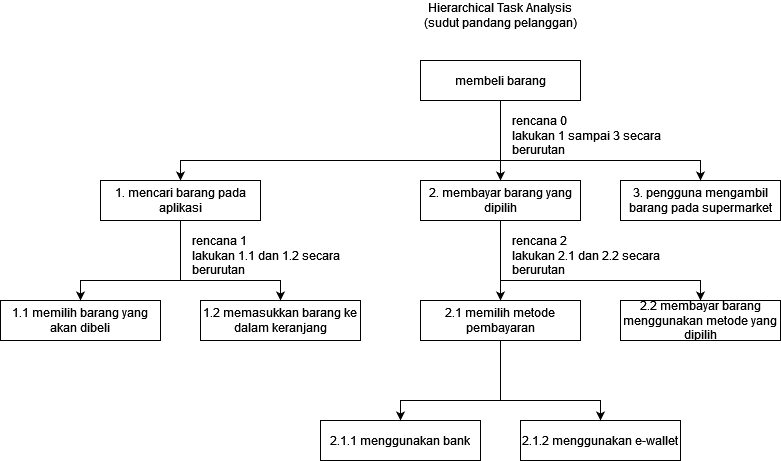 Hierarchical Task Analysis
(sudut pandang pelanggan)
membeli barang
rencana 0
lakukan 1 sampai 3 secara
berurutan
1. mencari barang pada
aplikasi
2. membayar barang yang
dipilih
3. pengguna mengambil
barang pada supermarket
rencana 1
lakukan 1.1 dan 1.2 secara
berurutan
rencana 2
lakukan 2.1 dan 2.2 secara
berurutan
1.1 memilih barang yang
akan dibeli
1.2 memasukkan barang ke
dalam keranjang
2.1 memilih metode
pembayaran
2.2 membayar barang
menggunakan metode yang
dipilih
2.1.1 menggunakan bank
2.1.2 menggunakan e-wallet